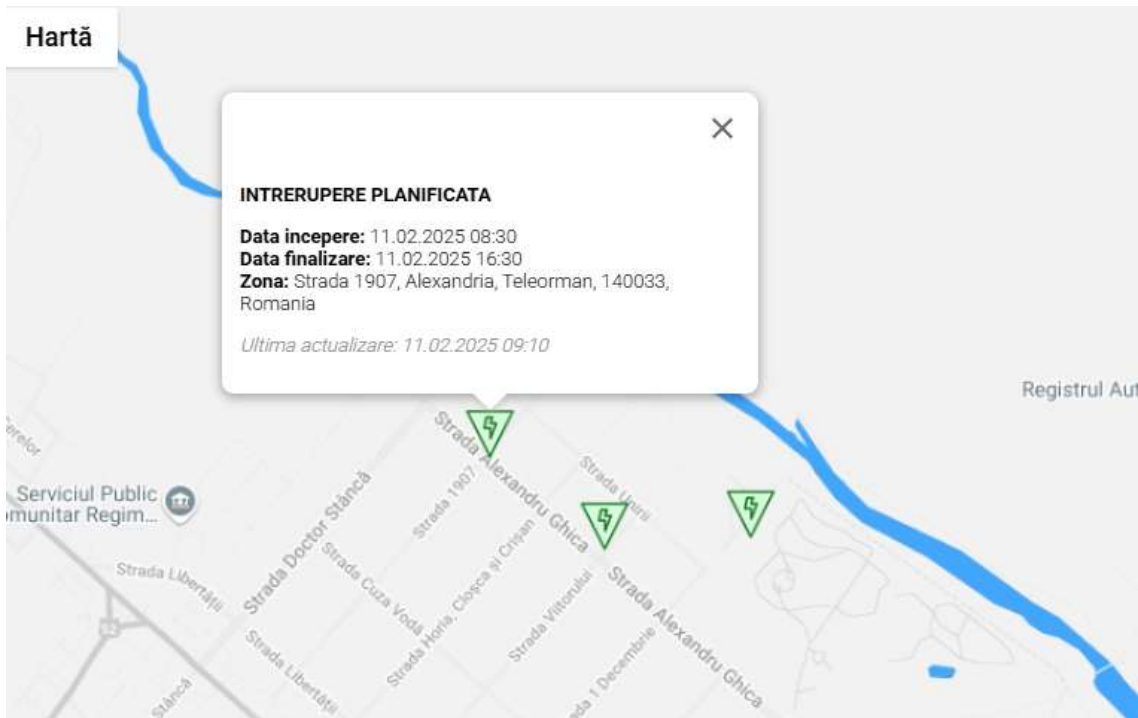 Hartă
INTRERUPERE PLANIFICATA
Data incepere: 11.02.2025 08:30
Data finalizare: 11.02.2025 16:30
Zona: Strada 1907, Alexandria, Teleorman, 140033,
Romania
Ultima actualizare: 11.02.2025 09:10
Registrul Aut
Strada Alexandru Ghica
Strada Unirii
Strada 1907
Serviciul Public
omunitar Regim...
Strada Doctor Stâncă
Strada Libertății
Strada Cuza Vodă
Strada Horia, Cloșca și Crișan
Strada Viitorului
Strada Alexandru Ghica
Strada Libertății
Stâncă
ada 1 Decembrie